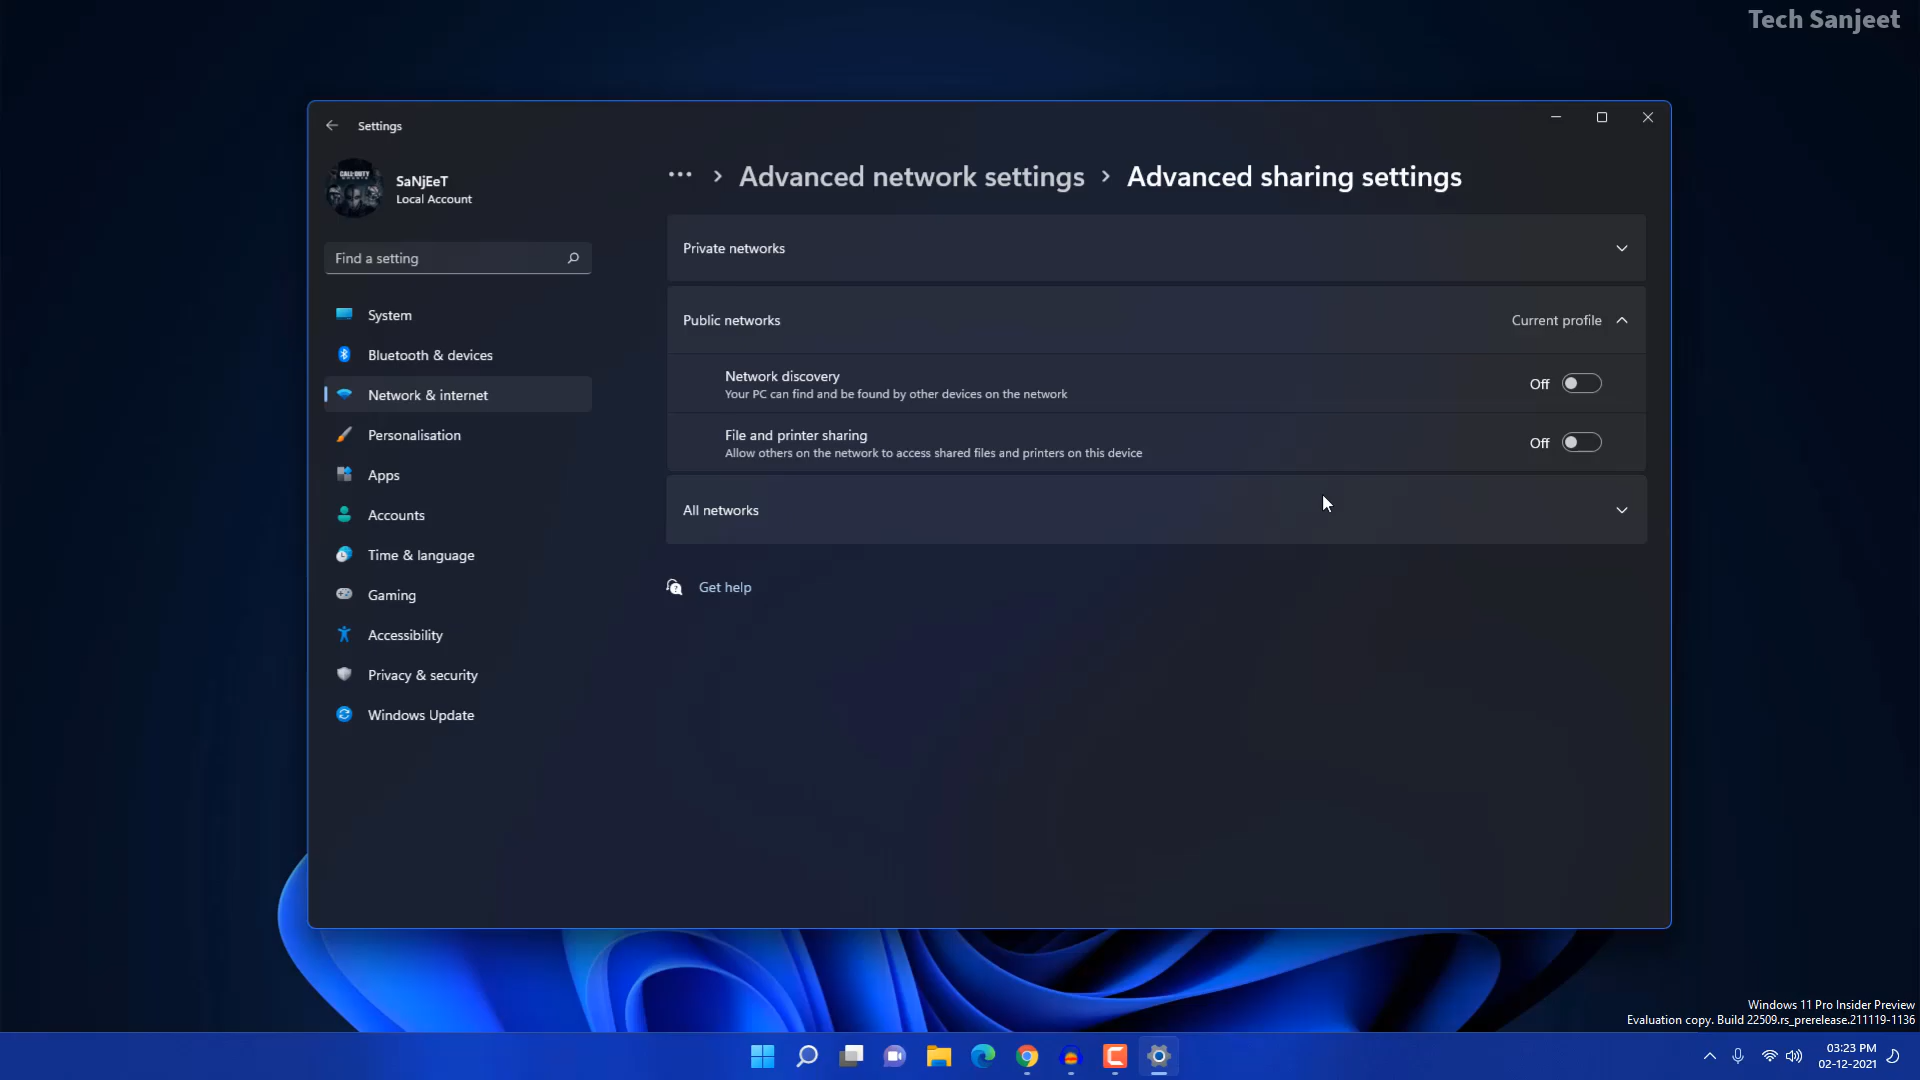 Tech Sanjeet
Settings
SaNjEeT
Local Account
Find a setting
System
Bluetooth & devices
Network & internet
Personalisation
Apps
Accounts
Time & language
Gaming
Accessibility
Privacy & security
Windows Update
Advanced network settings › Advanced sharing settings
Private networks
Public networks
Current profile
Network discovery
Your PC can find and be found by other devices on the network
Off
File and printer sharing
Allow others on the network to access shared files and printers on this device
Off
All networks
Get help
Windows 11 Pro Insider Preview
Evaluation copy. Build 22509.rs_prerelease.211119-1136
03:23 PM
02-12-2021